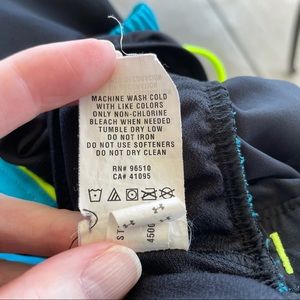 MACHINE WASH COLD
WITH LIKE COLORS
ONLY NON-CHLORINE
BLEACH WHEN NEEDED
TUMBLE DRY LOW
DO NOT IRON
DO NOT USE SOFTENERS
DO NOT DRY CLEAN
RN# 96510
CA# 41095